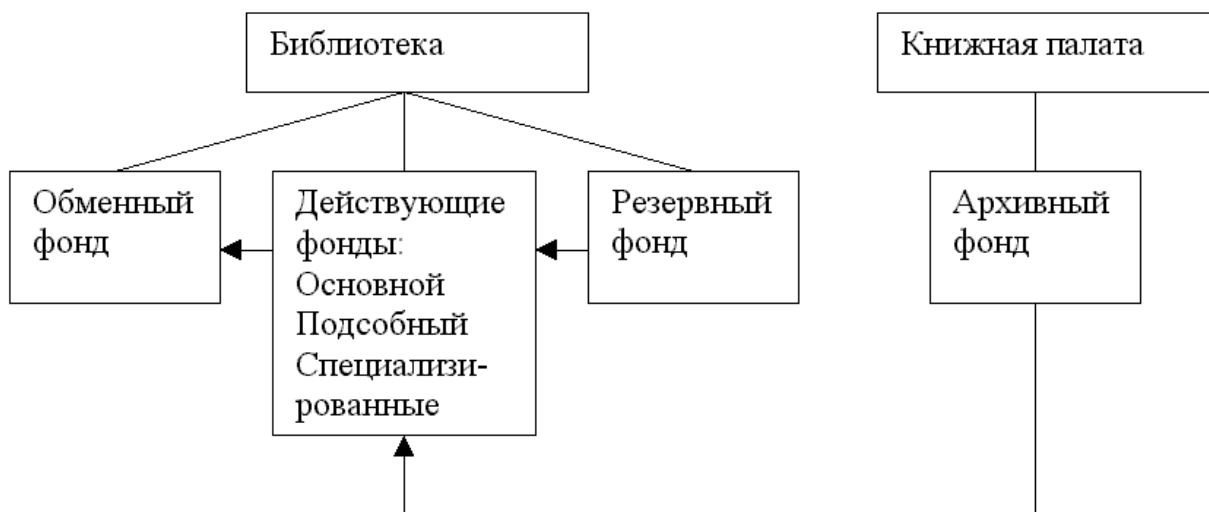 Библиотека
Книжная палата
Обменный
фонд
Действующие
фонды:
Основной
Подсобный
Специализи-
рованные
Резервный
фонд
Архивный
фонд